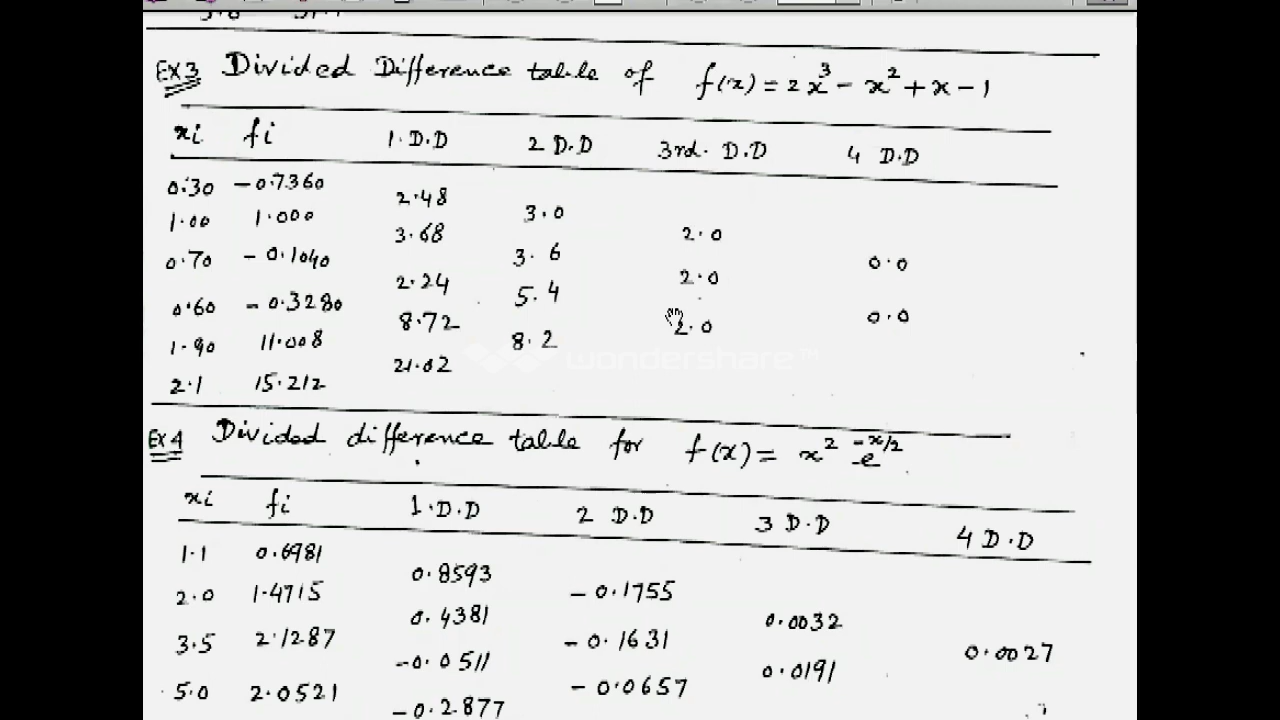 Ex 3 Divided Difference table of f(x) = 2x³ - x² + x - 1
xi fi 1.D.D 2 D.D 3rd. D.D 4 D.D
0.30 -0.7360
2.48
1.00 1.000 3.0
3.68 2.0
0.70 -0.1040 3.6 0.0
2.24 2.0
0.60 -0.3280 5.4 0.0
8.72 2.0
1.90 11.008 8.2
21.02
2.1 15.212
wondershare™
Ex 4 Divided difference table for f(x) = x² e^-x/2
xi fi 1.D.D 2 D.D 3 D.D 4 D.D
1.1 0.6981
0.8593
2.0 1.4715 -0.1755
0.4381 0.0032
3.5 2.1287 -0.1631 0.0027
-0.0511 0.0191
5.0 2.0521 -0.0657
-0.2877